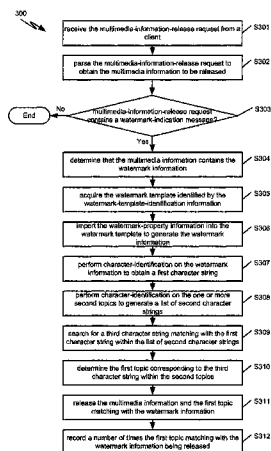 300
receive the multimedia-information-release request from a
client
S301
parse the multimedia-information-release request to
obtain the multimedia information to be released
S302
multimedia-information-release request
contains a watermark-indication message?
S303
No
End
Yes
determine that the multimedia information contains the
watermark information
S304
acquire the watermark template identified by the
watermark-template-identification information
S305
import the watermark-property information into the
watermark template to generate the watermark
information
S306
perform character-identification on the watermark
information to obtain a first character string
S307
perform character-identification on the one or more
second topics to generate a list of second character
strings
S308
search for a third character string matching with the first
character string within the list of second character strings
S309
determine the first topic corresponding to the third
character string within the second topics
S310
release the multimedia information and the first topic
matching with the watermark information
S311
record a number of times the first topic matching with the
watermark information being released
S312